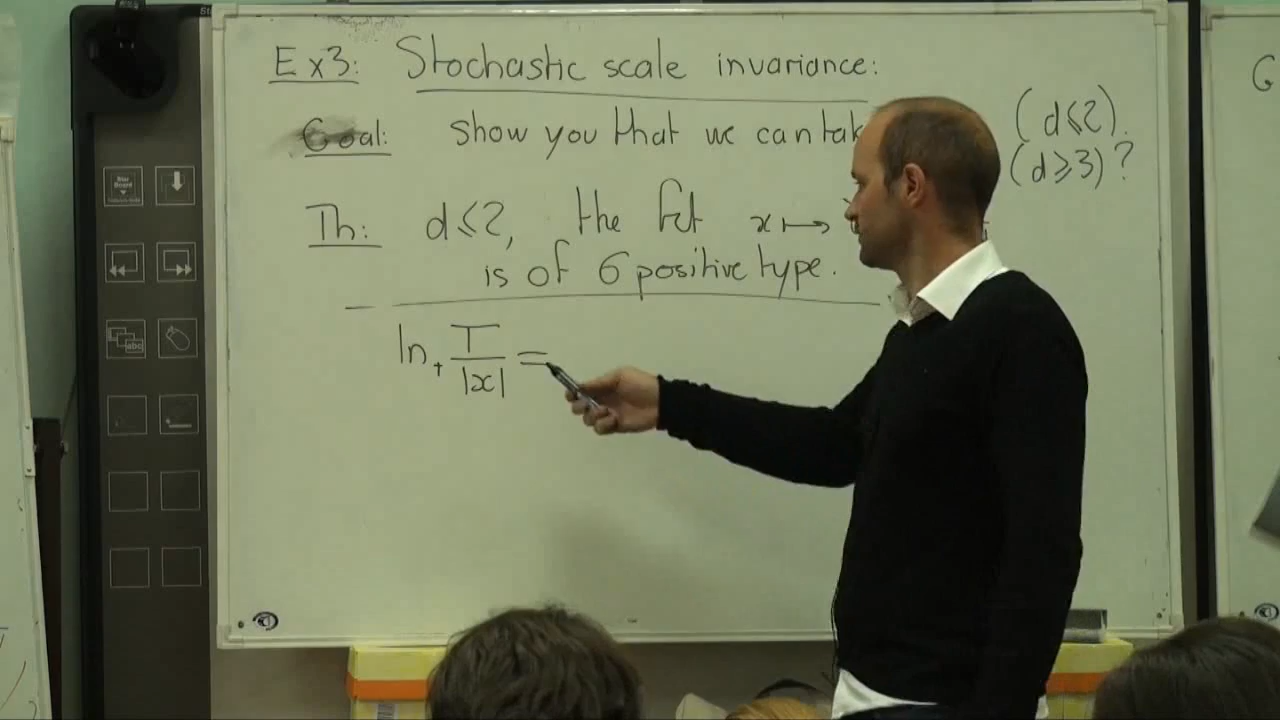 Ex3: Stochastic scale invariance:
Goal: show you that we can tak (d⩽2).
(d⩾3)?
Th: d⩽2, the fct x ↦
is of σ positive type.
ln₊ T/|x| =
G
abc